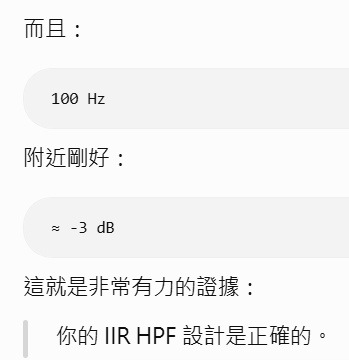 而且：
100 Hz
附近剛好：
≈ -3 dB
這就是非常有力的證據：
你的 IIR HPF 設計是正確的。